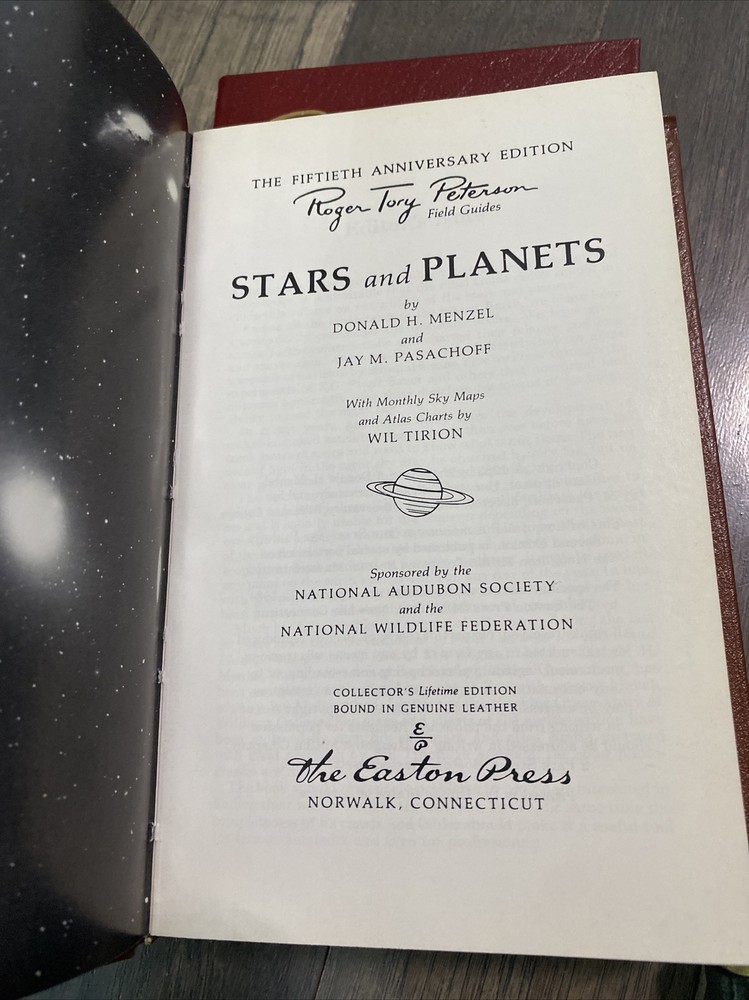 THE FIFTIETH ANNIVERSARY EDITION
Roger Tory Peterson
Field Guides
STARS and PLANETS
by
DONALD H. MENZEL
and
JAY M. PASACHOFF
With Monthly Sky Maps
and Atlas Charts by
WIL TIRION
Sponsored by the
NATIONAL AUDUBON SOCIETY
and the
NATIONAL WILDLIFE FEDERATION
COLLECTOR'S Lifetime EDITION
BOUND IN GENUINE LEATHER
E
P
The Easton Press
NORWALK, CONNECTICUT